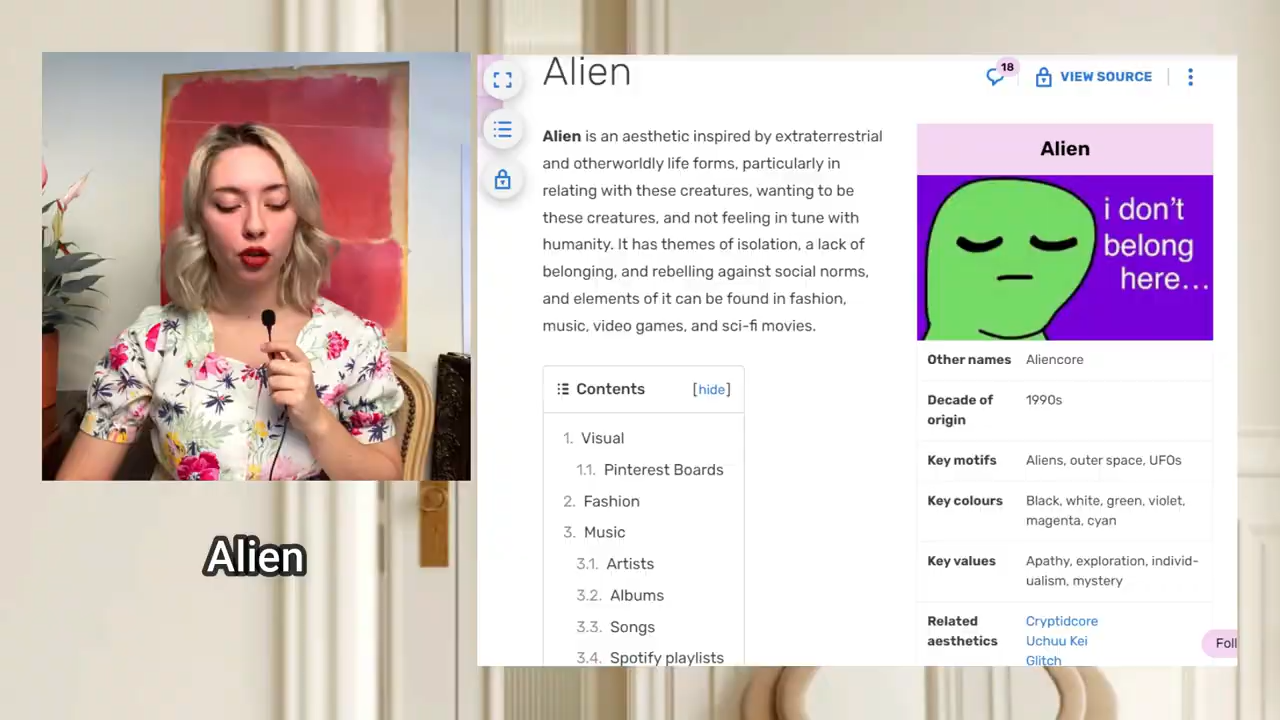 Alien
18
VIEW SOURCE
Alien is an aesthetic inspired by extraterrestrial
and otherworldly life forms, particularly in
relating with these creatures, wanting to be
these creatures, and not feeling in tune with
humanity. It has themes of isolation, a lack of
belonging, and rebelling against social norms,
and elements of it can be found in fashion,
music, video games, and sci-fi movies.
Contents [hide]
1. Visual
1.1. Pinterest Boards
2. Fashion
3. Music
3.1. Artists
3.2. Albums
3.3. Songs
3.4. Spotify playlists
Alien
i don't
belong
here...
Other names Aliencore
Decade of 1990s
origin
Key motifs Aliens, outer space, UFOs
Key colours Black, white, green, violet,
magenta, cyan
Key values Apathy, exploration, individ-
ualism, mystery
Related Cryptidcore
aesthetics Uchuu Kei
Glitch
Foll
Alien